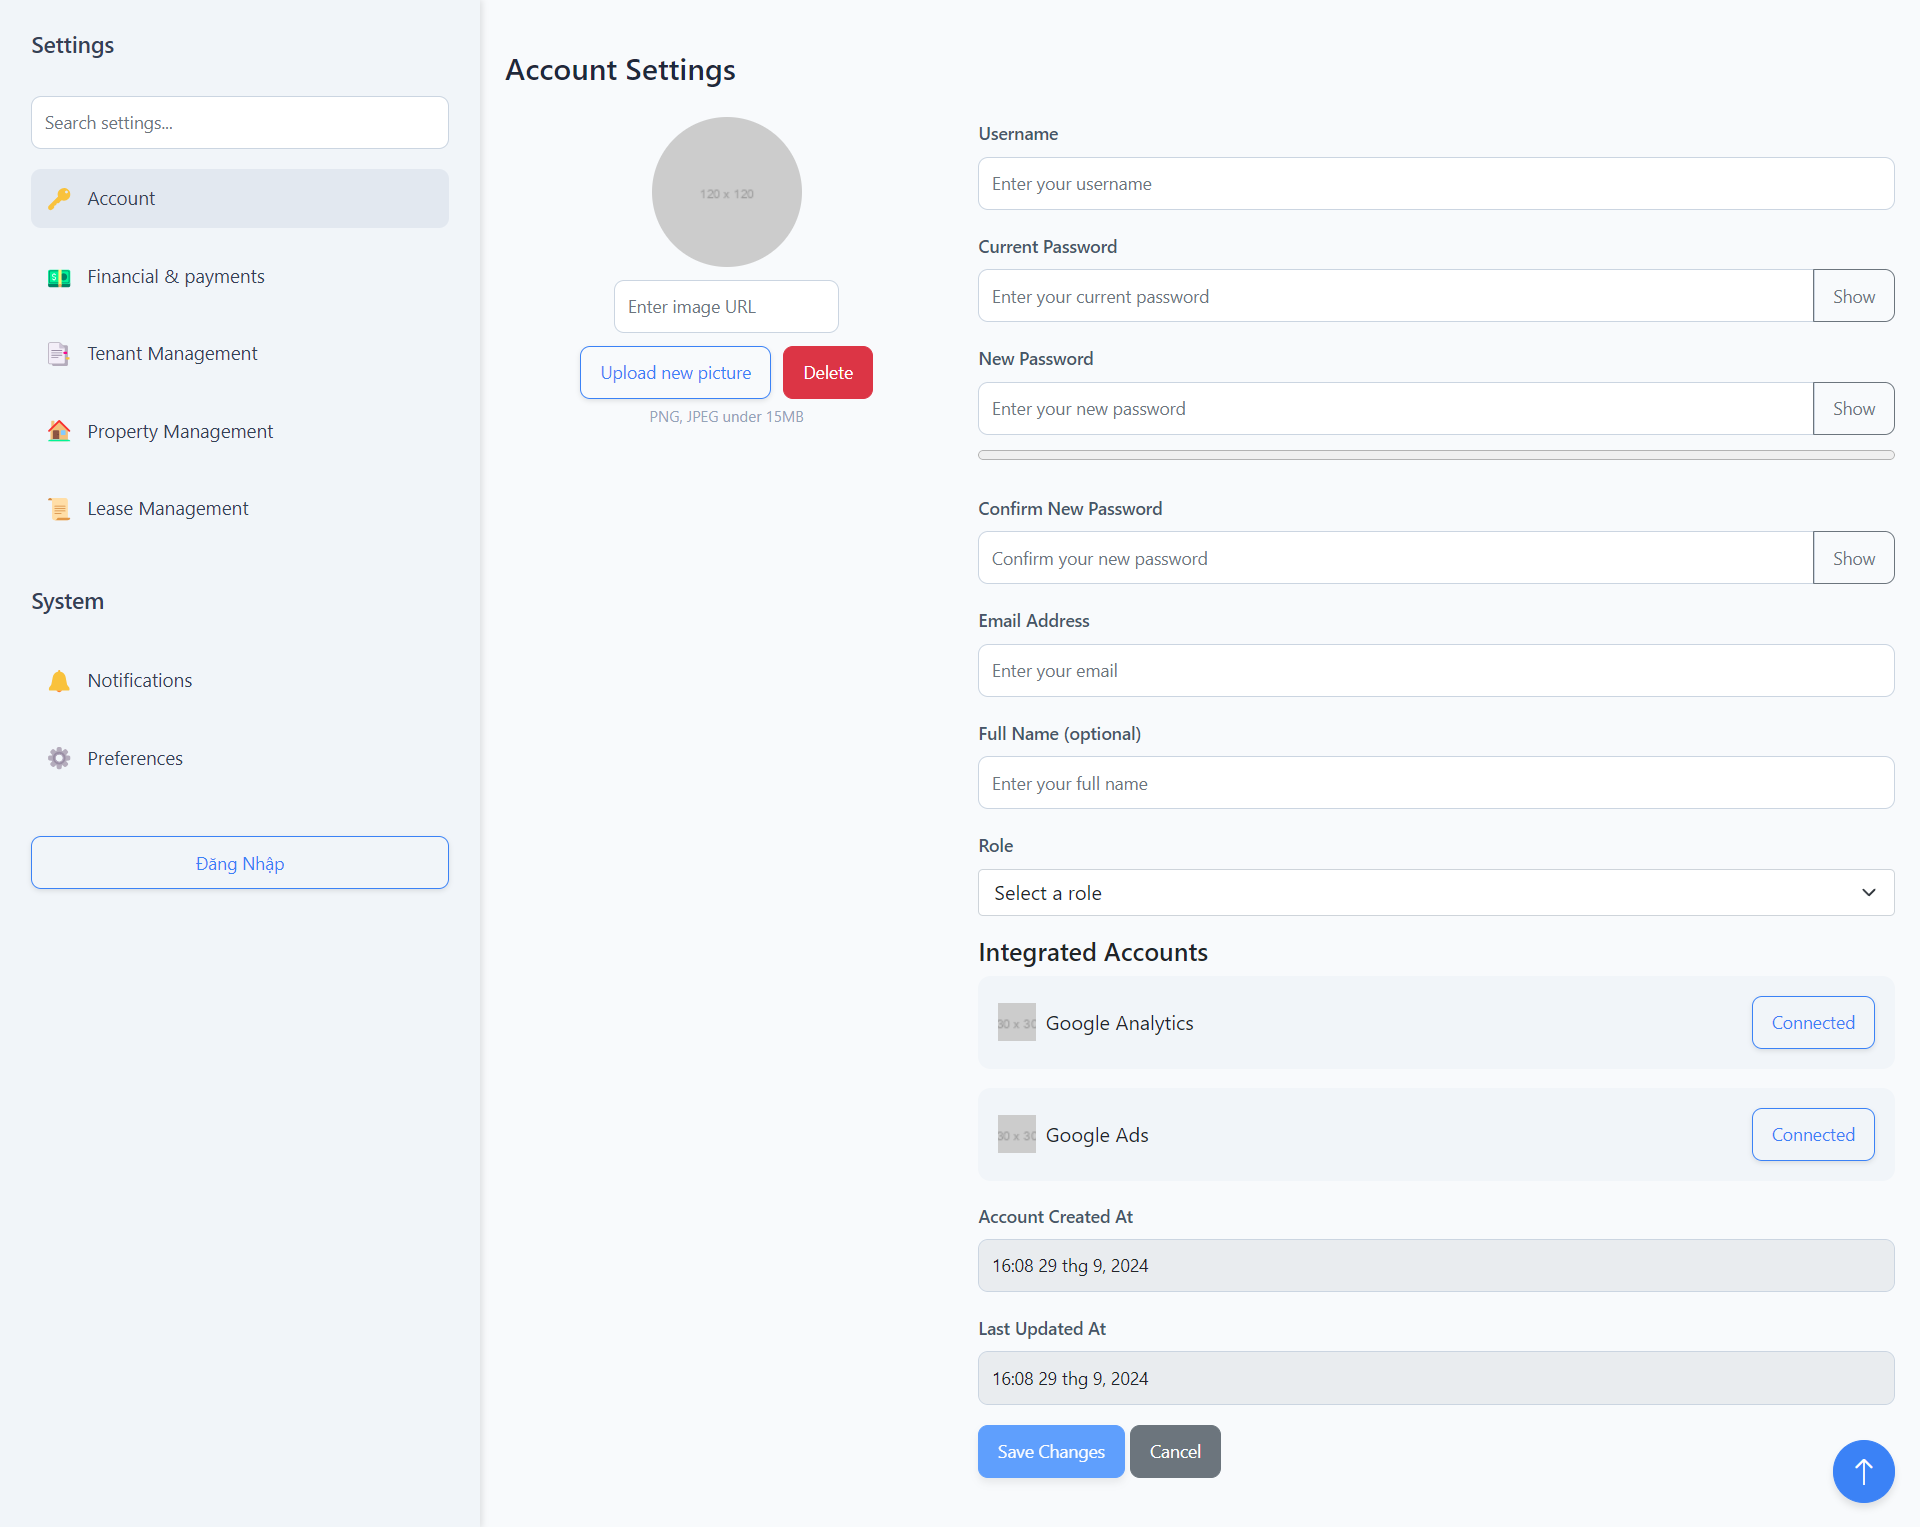 Settings
Search settings...
Account
Financial & payments
Tenant Management
Property Management
Lease Management
System
Notifications
Preferences
Đăng Nhập
Account Settings
120 x 120
Enter image URL
Upload new picture
Delete
PNG, JPEG under 15MB
Username
Enter your username
Current Password
Enter your current password
Show
New Password
Enter your new password
Show
Confirm New Password
Confirm your new password
Show
Email Address
Enter your email
Full Name (optional)
Enter your full name
Role
Select a role
Integrated Accounts
30 x 30
Google Analytics
Connected
30 x 30
Google Ads
Connected
Account Created At
16:08 29 thg 9, 2024
Last Updated At
16:08 29 thg 9, 2024
Save Changes
Cancel